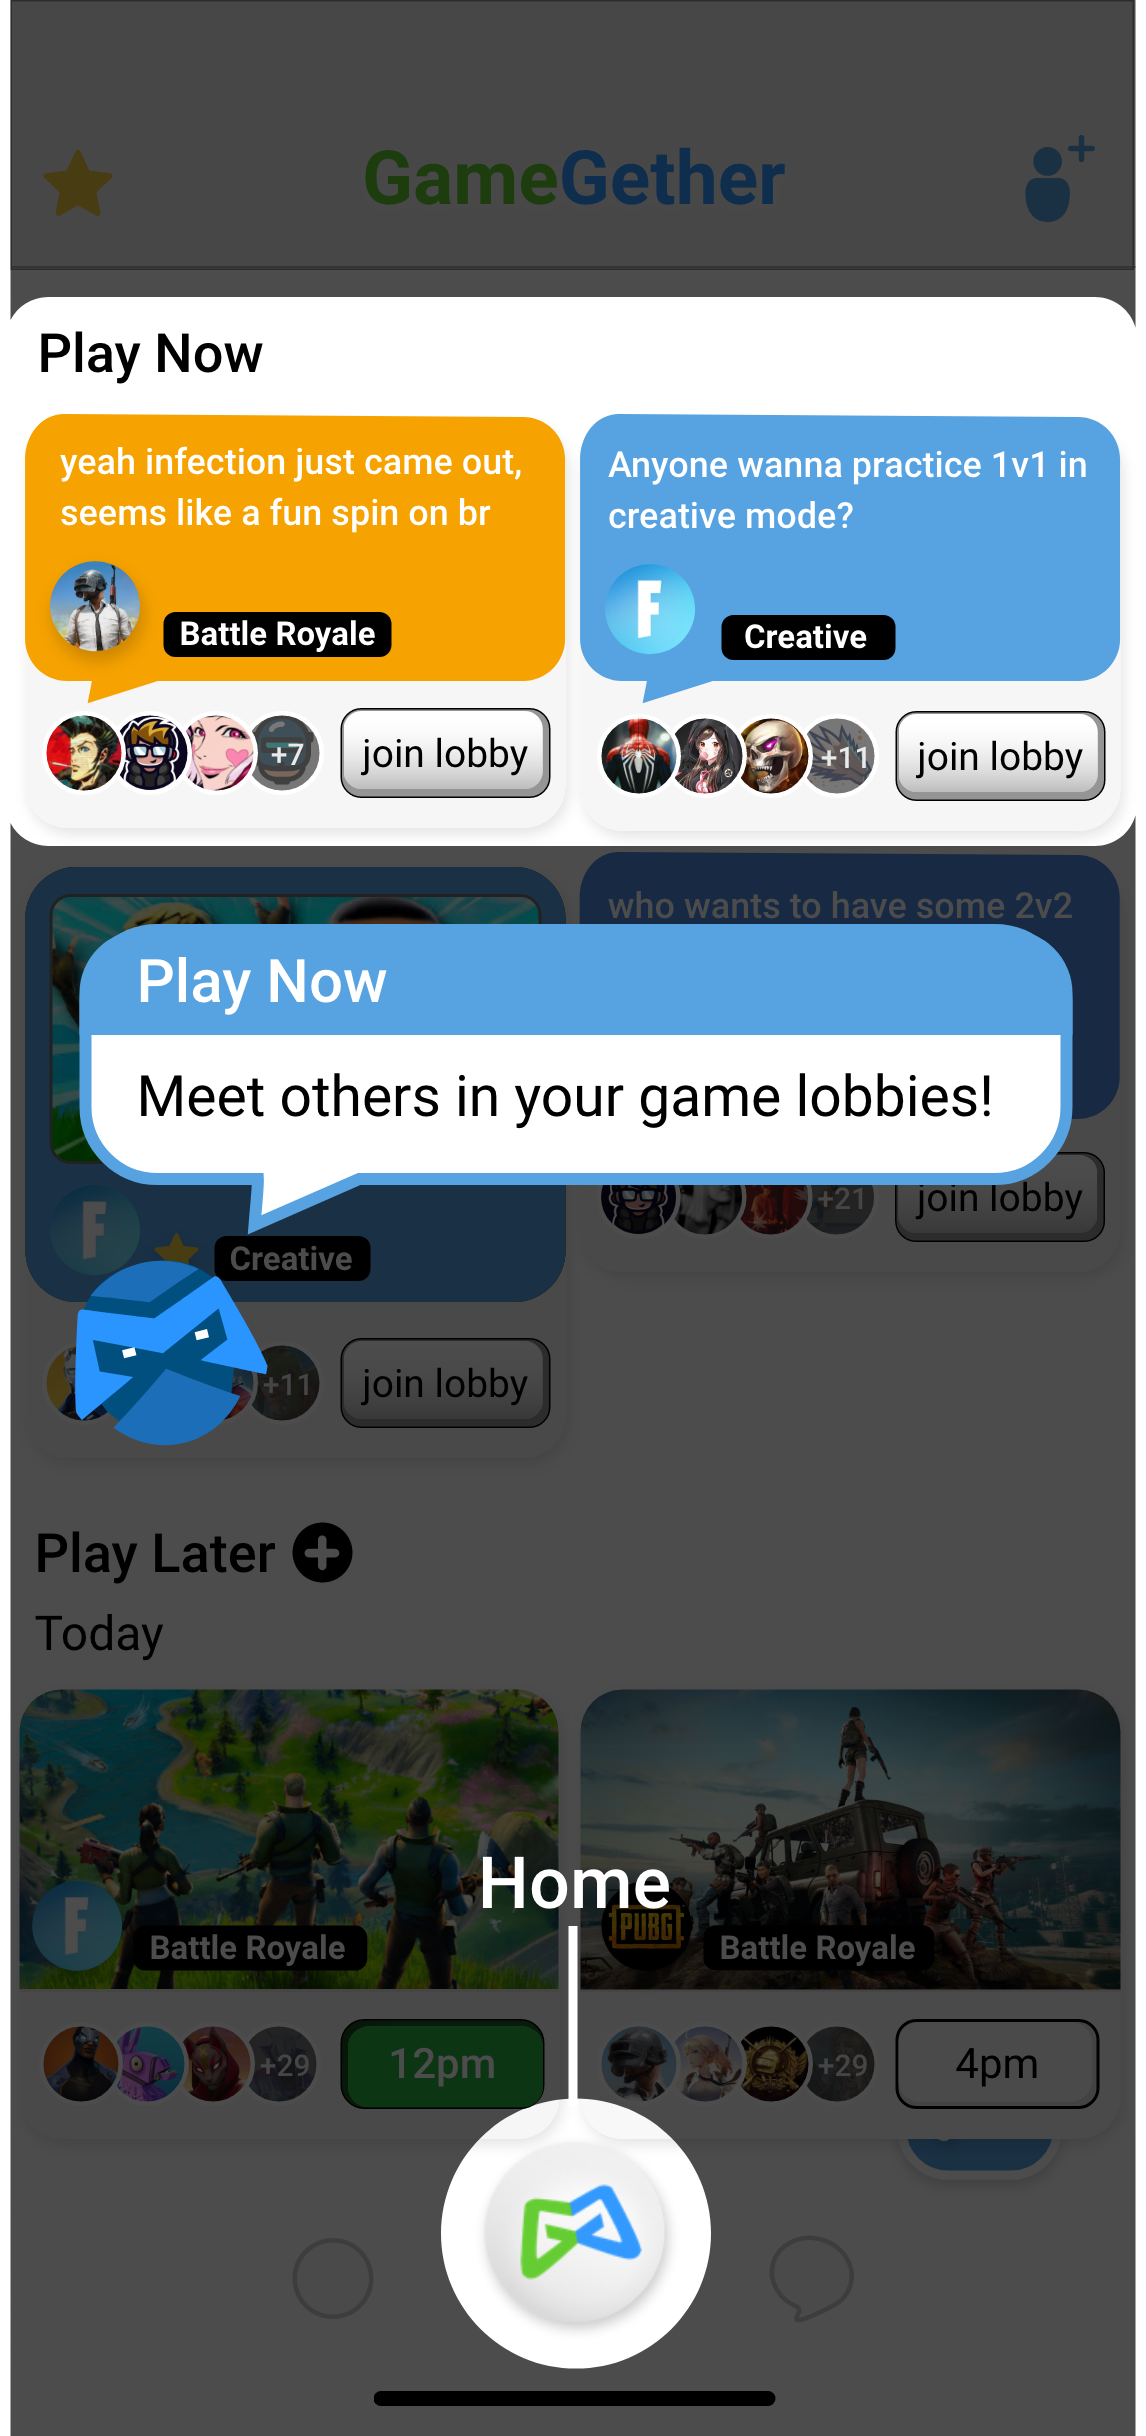 GameGether
Play Now
yeah infection just came out,
seems like a fun spin on br
Battle Royale
+7
join lobby
Anyone wanna practice 1v1 in
creative mode?
F
Creative
+11
join lobby
who wants to have some 2v2
Play Now
Meet others in your game lobbies!
F
Creative
+11
join lobby
+21
join lobby
Play Later
Today
F
Battle Royale
+29
12pm
PUBG
Battle Royale
+29
4pm
Home